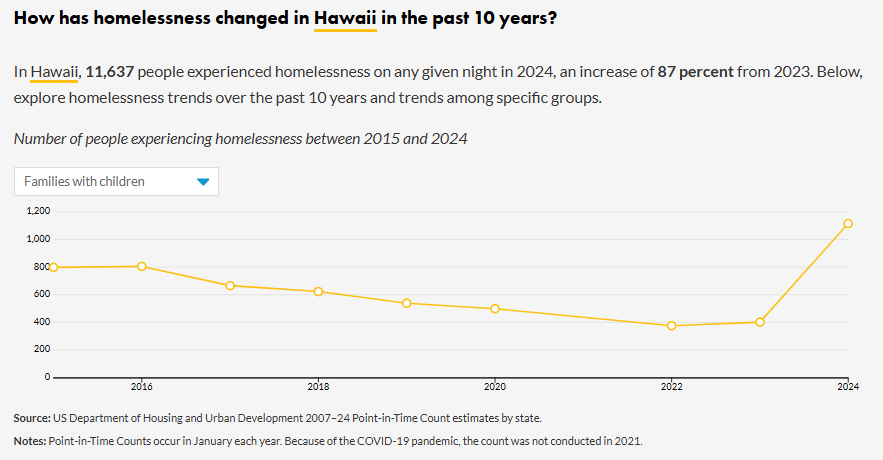 How has homelessness changed in Hawaii in the past 10 years?
In Hawaii, 11,637 people experienced homelessness on any given night in 2024, an increase of 87 percent from 2023. Below,
explore homelessness trends over the past 10 years and trends among specific groups.
Number of people experiencing homelessness between 2015 and 2024
Families with children
1,200
1,000
800
600
400
200
0
2016 2018 2020 2022 2024
Source: US Department of Housing and Urban Development 2007–24 Point-in-Time Count estimates by state.
Notes: Point-in-Time Counts occur in January each year. Because of the COVID-19 pandemic, the count was not conducted in 2021.